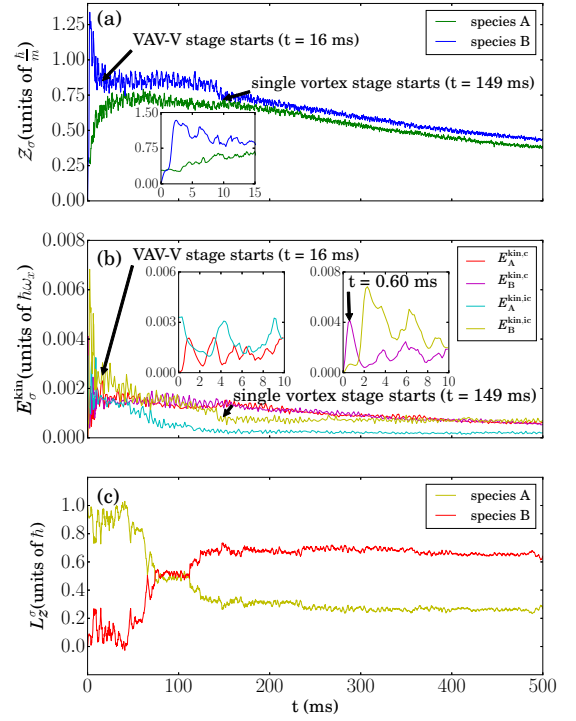 (a)
species A
species B
VAV-V stage starts (t = 16 ms)
single vortex stage starts (t = 149 ms)
𝒵_σ(units of ℏ/m)
1.25
1.00
0.75
0.50
0.25
0.00
1.50
0.75
0.00
0 5 10 15
(b)
VAV-V stage starts (t = 16 ms)
E_A^kin,c
E_B^kin,c
E_A^kin,ic
E_B^kin,ic
E_σ^kin(units of ℏω_x)
0.008
0.006
0.004
0.002
0.000
0.006
0.003
0.000
0 2 4 6 8 10
0.008
0.004
0.000
0 2 4 6 8 10
t = 0.60 ms
single vortex stage starts (t = 149 ms)
(c)
species A
species B
L_z^σ(units of ℏ)
1.0
0.8
0.6
0.4
0.2
0.0
0 100 200 300 400 500
t (ms)